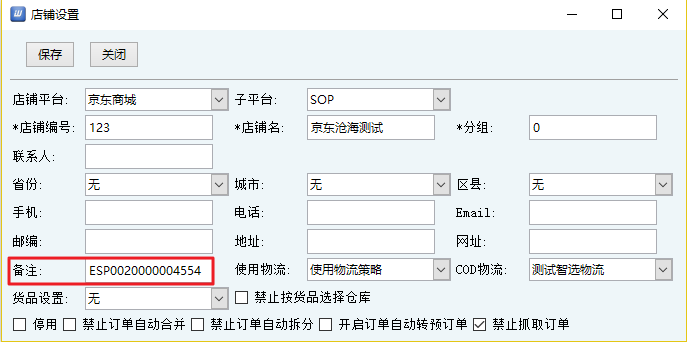 店铺设置
保存 关闭
店铺平台: 京东商城 子平台: SOP
*店铺编号: 123 *店铺名: 京东沧海测试 *分组: 0
联系人:
省份: 无 城市: 无 区县: 无
手机: 电话: Email:
邮编: 地址: 网址:
备注: ESP0020000004554 使用物流: 使用物流策略 COD物流: 测试智选物流
货品设置: 无 禁止按货品选择仓库
停用 禁止订单自动合并 禁止订单自动拆分 开启订单自动转预订单 禁止抓取订单